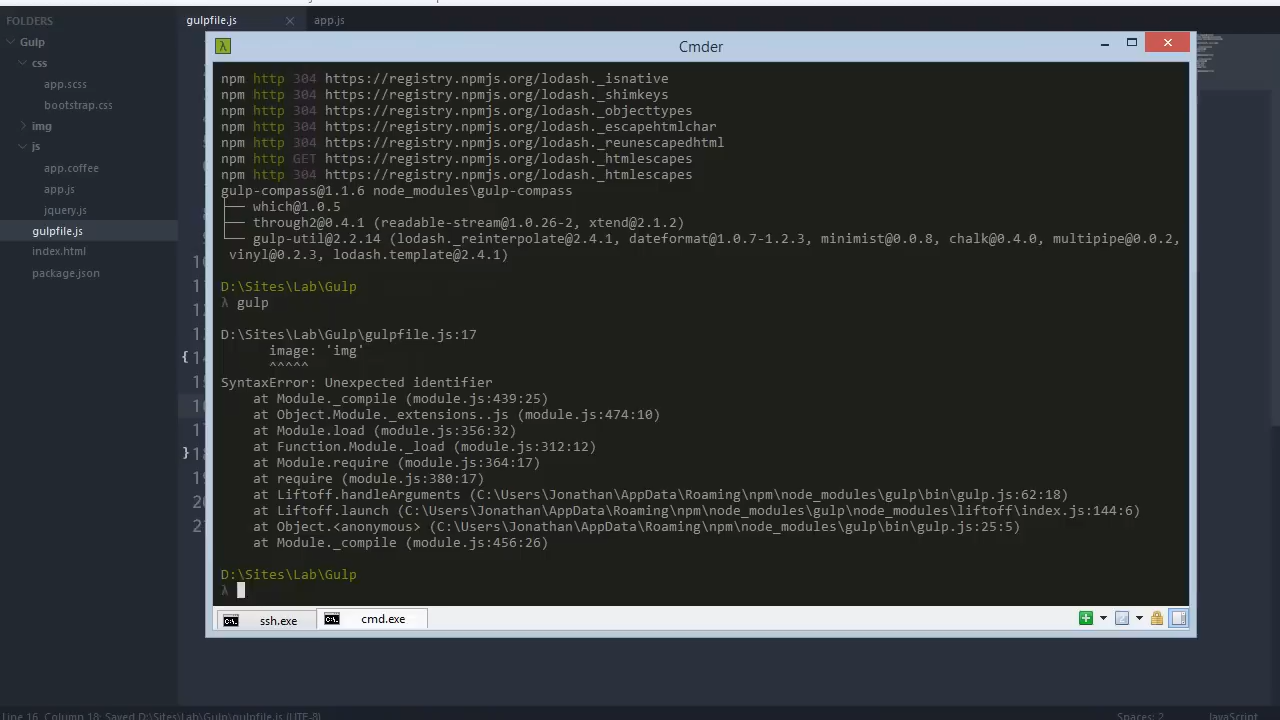 FOLDERS
Gulp
css
app.scss
bootstrap.css
img
js
app.coffee
app.js
jquery.js
gulpfile.js
index.html
package.json
gulpfile.js
app.js
Cmder
npm http 304 https://registry.npmjs.org/lodash._isnative
npm http 304 https://registry.npmjs.org/lodash._shimkeys
npm http 304 https://registry.npmjs.org/lodash._objecttypes
npm http 304 https://registry.npmjs.org/lodash._escapehtmlchar
npm http 304 https://registry.npmjs.org/lodash._reunescapedhtml
npm http GET https://registry.npmjs.org/lodash._htmlescapes
npm http 304 https://registry.npmjs.org/lodash._htmlescapes
gulp-compass@1.1.6 node_modules\gulp-compass
├── which@1.0.5
├── through2@0.4.1 (readable-stream@1.0.26-2, xtend@2.1.2)
└── gulp-util@2.2.14 (lodash._reinterpolate@2.4.1, dateformat@1.0.7-1.2.3, minimist@0.0.8, chalk@0.4.0, multipipe@0.0.2,
vinyl@0.2.3, lodash.template@2.4.1)
D:\Sites\Lab\Gulp
λ gulp
D:\Sites\Lab\Gulp\gulpfile.js:17
image: 'img'
^^^^^
SyntaxError: Unexpected identifier
at Module._compile (module.js:439:25)
at Object.Module._extensions..js (module.js:474:10)
at Module.load (module.js:356:32)
at Function.Module._load (module.js:312:12)
at Module.require (module.js:364:17)
at require (module.js:380:17)
at Liftoff.handleArguments (C:\Users\Jonathan\AppData\Roaming\npm\node_modules\gulp\bin\gulp.js:62:18)
at Liftoff.launch (C:\Users\Jonathan\AppData\Roaming\npm\node_modules\gulp\node_modules\liftoff\index.js:144:6)
at Object.<anonymous> (C:\Users\Jonathan\AppData\Roaming\npm\node_modules\gulp\bin\gulp.js:25:5)
at Module._compile (module.js:456:26)
D:\Sites\Lab\Gulp
λ
ssh.exe
cmd.exe
Line 16, Column 18; Saved D:\Sites\Lab\Gulp\gulpfile.js (UTF-8)
Spaces: 2
JavaScript